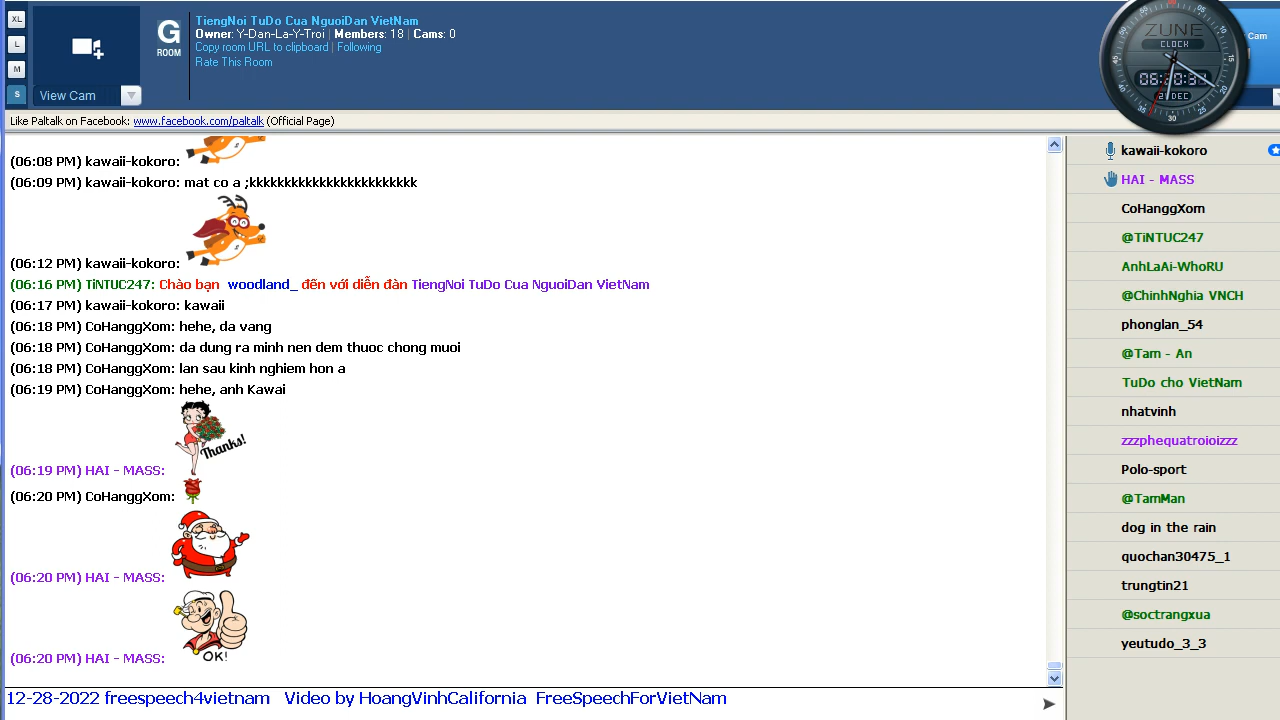 XL
L
M
S
View Cam
G
ROOM
TiengNoi TuDo Cua NguoiDan VietNam
Owner: Y-Dan-La-Y-Troi | Members: 18 | Cams: 0
Copy room URL to clipboard | Following
Rate This Room
ZUNE
CLOCK
DEC
Cam
Like Paltalk on Facebook: www.facebook.com/paltalk (Official Page)
(06:08 PM) kawaii-kokoro:
(06:09 PM) kawaii-kokoro: mat co a ;kkkkkkkkkkkkkkkkkkkkkkkk
(06:12 PM) kawaii-kokoro:
(06:16 PM) TiNTUC247: Chào bạn woodland_ đến với diễn đàn TiengNoi TuDo Cua NguoiDan VietNam
(06:17 PM) kawaii-kokoro: kawaii
(06:18 PM) CoHanggXom: hehe, da vang
(06:18 PM) CoHanggXom: da dung ra minh nen dem thuoc chong muoi
(06:18 PM) CoHanggXom: lan sau kinh nghiem hon a
(06:19 PM) CoHanggXom: hehe, anh Kawai
Thanks!
(06:19 PM) HAI - MASS:
(06:20 PM) CoHanggXom:
(06:20 PM) HAI - MASS:
OK!
(06:20 PM) HAI - MASS:
12-28-2022 freespeech4vietnam Video by HoangVinhCalifornia FreeSpeechForVietNam
kawaii-kokoro
HAI - MASS
CoHanggXom
@TiNTUC247
AnhLaAi-WhoRU
@ChinhNghia VNCH
phonglan_54
@Tam - An
TuDo cho VietNam
nhatvinh
zzzphequatroioizzz
Polo-sport
@TamMan
dog in the rain
quochan30475_1
trungtin21
@soctrangxua
yeutudo_3_3